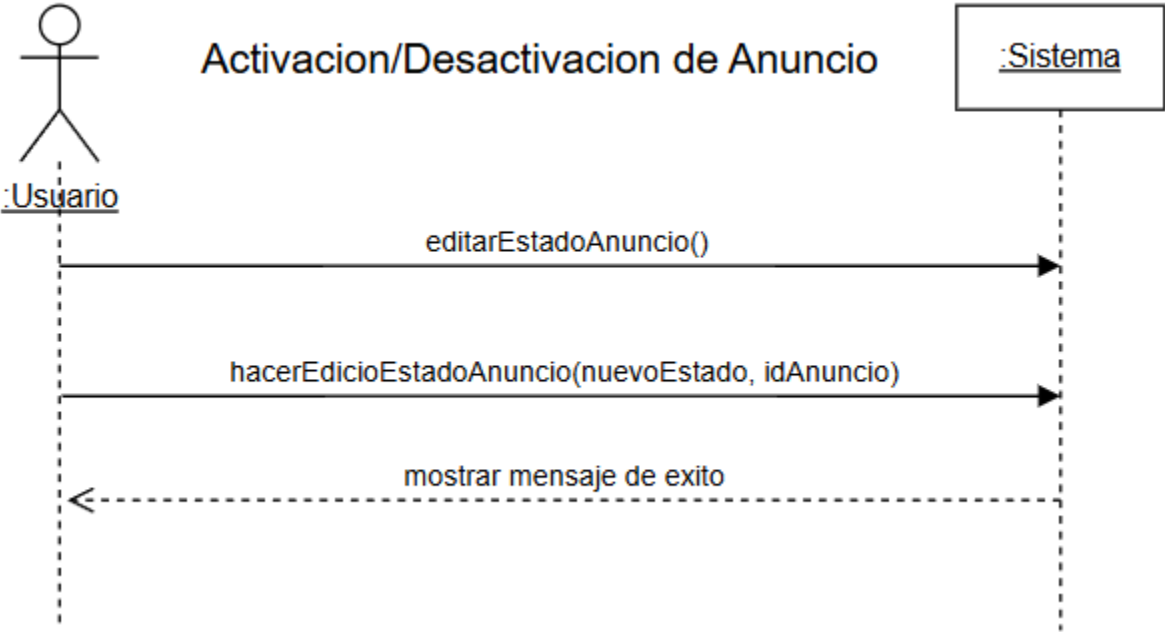 Activacion/Desactivacion de Anuncio
:Sistema
:Usuario
editarEstadoAnuncio()
hacerEdicioEstadoAnuncio(nuevoEstado, idAnuncio)
mostrar mensaje de exito